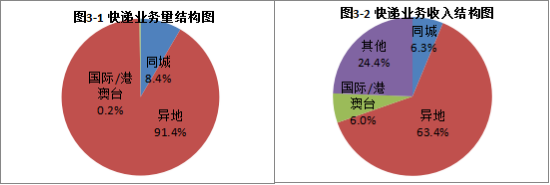 图3-1 快递业务量结构图
同城
8.4%
国际/港
澳台
0.2%
异地
91.4%
图3-2 快递业务收入结构图
同城
6.3%
其他
24.4%
国际/港
澳台
6.0%
异地
63.4%